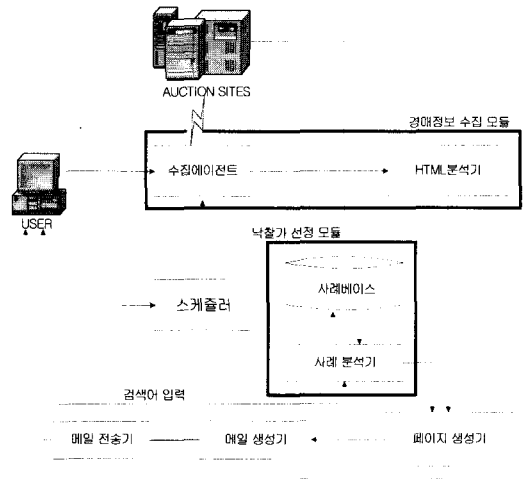 AUCTION SITES
경매정보 수집 모듈
수집에이전트
HTML분석기
USER
낙찰가 선정 모듈
사례베이스
스케쥴러
사례 분석기
검색어 입력
메일 전송기
메일 생성기
페이지 생성기